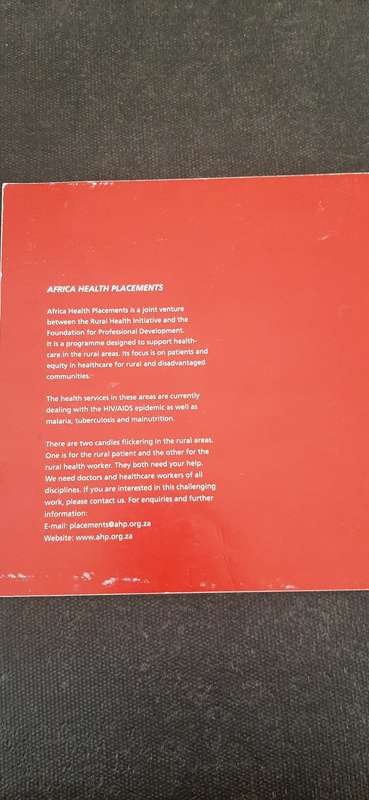 AFRICA HEALTH PLACEMENTS
Africa Health Placements is a joint venture
between the Rural Health Initiative and the
Foundation for Professional Development.
It is a programme designed to support health-
care in the rural areas. Its focus is on patients and
equity in healthcare for rural and disadvantaged
communities.
The health services in these areas are currently
dealing with the HIV/AIDS epidemic as well as
malaria, tuberculosis and malnutrition.
There are two candles flickering in the rural areas.
One is for the rural patient and the other for the
rural health worker. They both need your help.
We need doctors and healthcare workers of all
disciplines. If you are interested in this challenging
work, please contact us. For enquiries and further
information:
E-mail: placements@ahp.org.za
Website: www.ahp.org.za